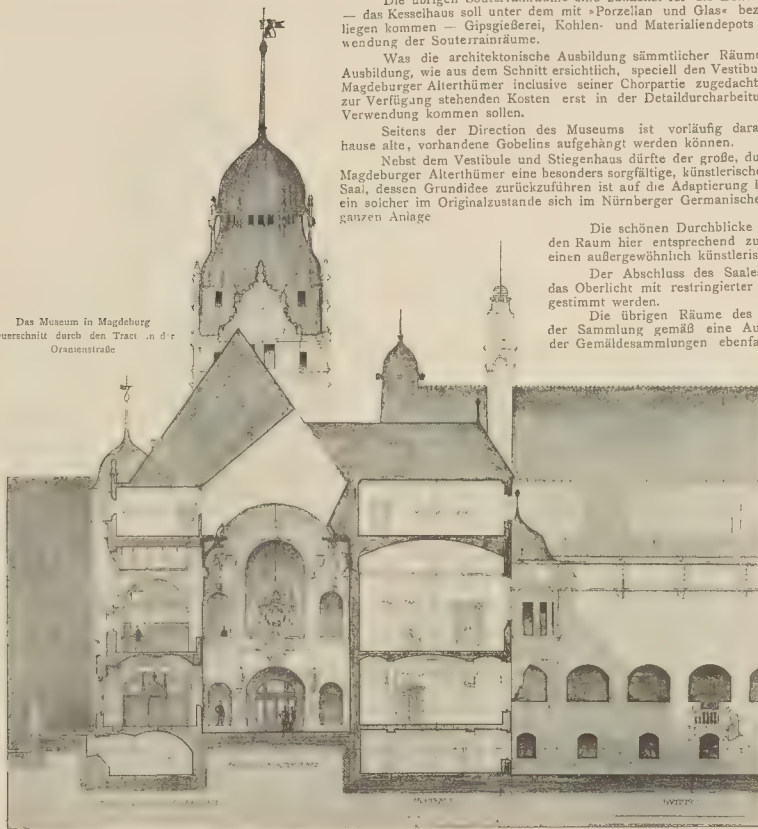 — das Kesselhaus soll unter dem mit »Porzellan und Glas« bez
liegen kommen — Gipsgießerei, Kohlen- und Materialiendepots
wendung der Souterrainräume.
Was die architektonische Ausbildung sämmtlicher Räume
Ausbildung, wie aus dem Schnitt ersichtlich, speciell den Vestibu
Magdeburger Alterthümer inclusive seiner Chorpartie zugedacht
zur Verfügung stehenden Kosten erst in der Detaildurcharbeitu
Verwendung kommen sollen.
Seitens der Direction des Museums ist vorläufig dara
hause alte, vorhandene Gobelins aufgehängt werden können.
Nebst dem Vestibule und Stiegenhaus dürfte der große, du
Magdeburger Alterthümer eine besonders sorgfältige, künstlerische
Saal, dessen Grundidee zurückzuführen ist auf die Adaptierung
ein solcher im Originalzustande sich im Nürnberger Germanische
ganzen Anlage
Die schönen Durchblicke
den Raum hier entsprechend zu
einen außergewöhnlich künstleris
Der Abschluss des Saale
das Oberlicht mit restringierter
gestimmt werden.
Die übrigen Räume des
der Sammlung gemäß eine Au
der Gemäldesammlungen ebenfa
Das Museum in Magdeburg
uerschnitt durch den Tract in der
Oranienstraße